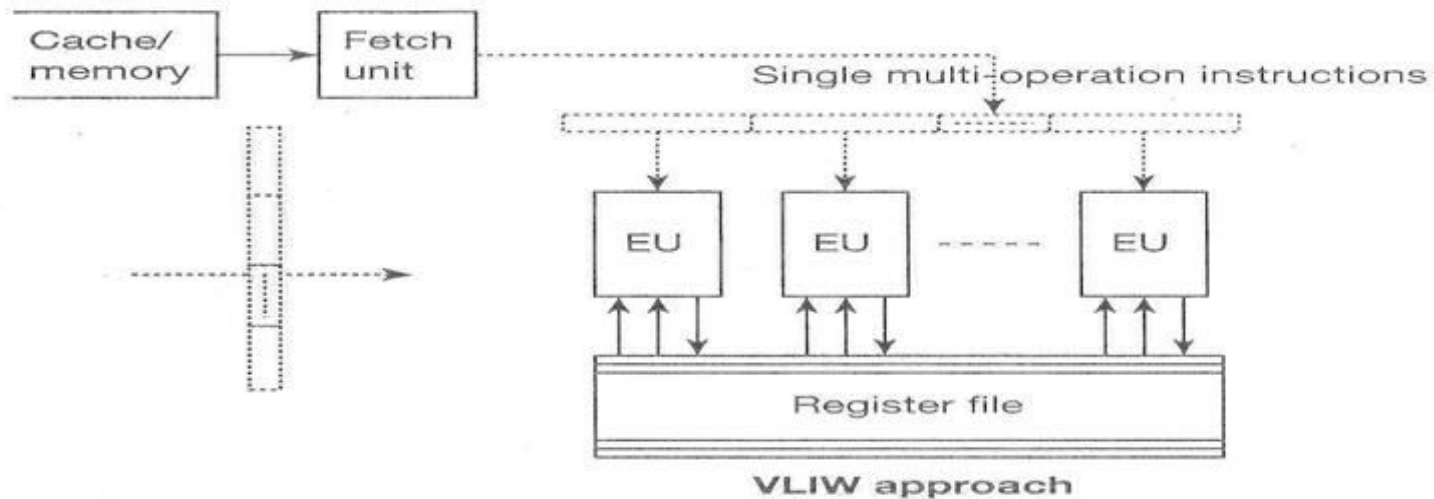 Cache/
memory
Fetch
unit
Single multi-operation instructions
EU
EU
EU
Register file
VLIW approach